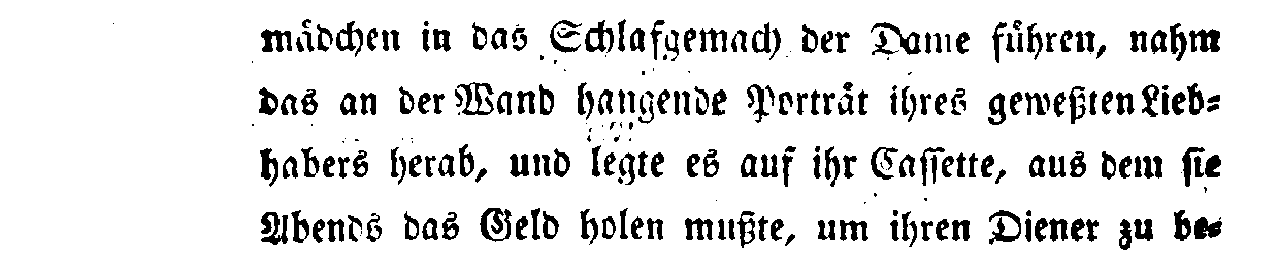 mädchen in das Schlafgemach der Dame führen, nahm
das an der Wand hangende Porträt ihres geweßten Lieb-
habers herab, und legte es auf ihr Cassette, aus dem sie
Abends das Geld holen mußte, um ihren Diener zu be-